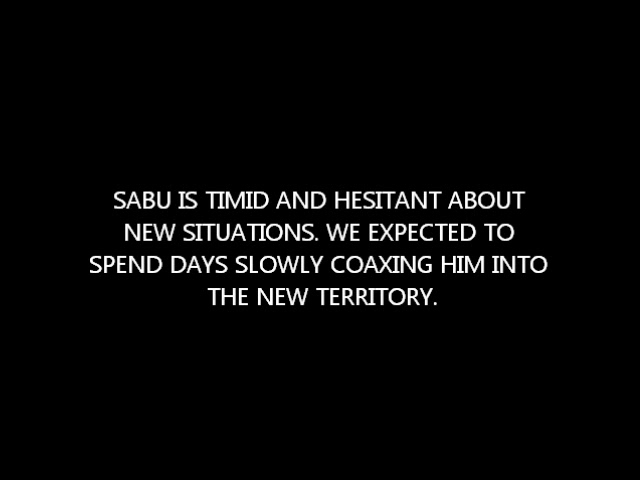 SABU IS TIMID AND HESITANT ABOUT
NEW SITUATIONS. WE EXPECTED TO
SPEND DAYS SLOWLY COAXING HIM INTO
THE NEW TERRITORY.